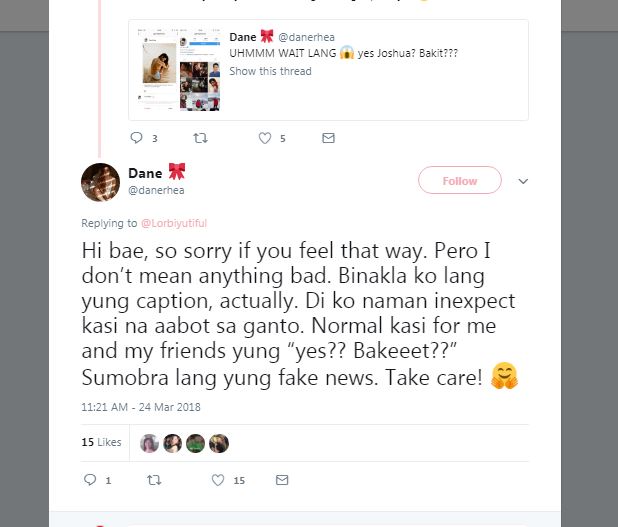 Dane 🎀 @danerhea
UHMMM WAIT LANG 😱 yes Joshua? Bakit???
Show this thread
3 5
Dane 🎀
@danerhea
Follow
Replying to @Lorbiyutiful
Hi bae, so sorry if you feel that way. Pero I
don't mean anything bad. Binakla ko lang
yung caption, actually. Di ko naman inexpect
kasi na aabot sa ganto. Normal kasi for me
and my friends yung “yes?? Bakeeet??”
Sumobra lang yung fake news. Take care! 🤗
11:21 AM - 24 Mar 2018
15 Likes
1 15